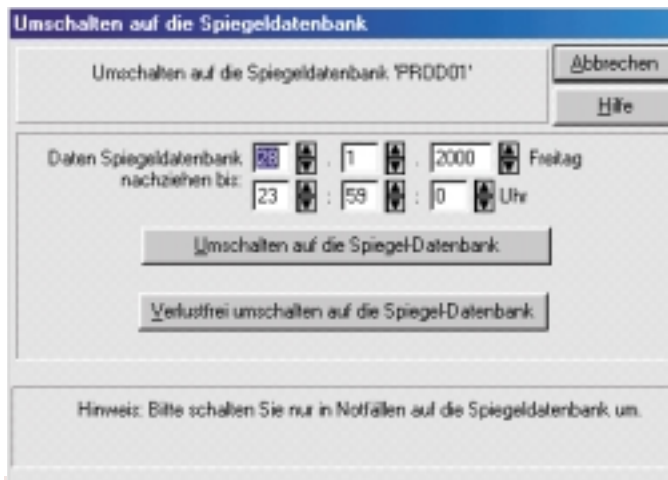 Umschalten auf die Spiegeldatenbank
Umschalten auf die Spiegeldatenbank 'PROD01'
Abbrechen
Hilfe
Daten Spiegeldatenbank 28 . 1 . 2000 Freitag
nachziehen bis: 23 : 59 : 0 Uhr
Umschalten auf die Spiegel-Datenbank
Verlustfrei umschalten auf die Spiegel-Datenbank
Hinweis: Bitte schalten Sie nur in Notfällen auf die Spiegeldatenbank um.